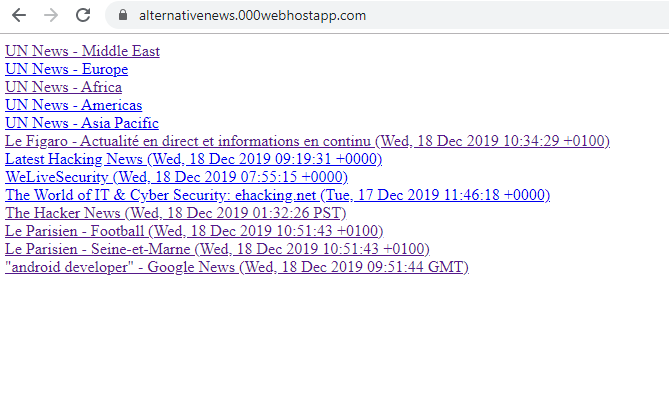 alternativenews.000webhostapp.com
UN News - Middle East
UN News - Europe
UN News - Africa
UN News - Americas
UN News - Asia Pacific
Le Figaro - Actualité en direct et informations en continu (Wed, 18 Dec 2019 10:34:29 +0100)
Latest Hacking News (Wed, 18 Dec 2019 09:19:31 +0000)
WeLiveSecurity (Wed, 18 Dec 2019 07:55:15 +0000)
The World of IT & Cyber Security: ehacking.net (Tue, 17 Dec 2019 11:46:18 +0000)
The Hacker News (Wed, 18 Dec 2019 01:32:26 PST)
Le Parisien - Football (Wed, 18 Dec 2019 10:51:43 +0100)
Le Parisien - Seine-et-Marne (Wed, 18 Dec 2019 10:51:43 +0100)
"android developer" - Google News (Wed, 18 Dec 2019 09:51:44 GMT)